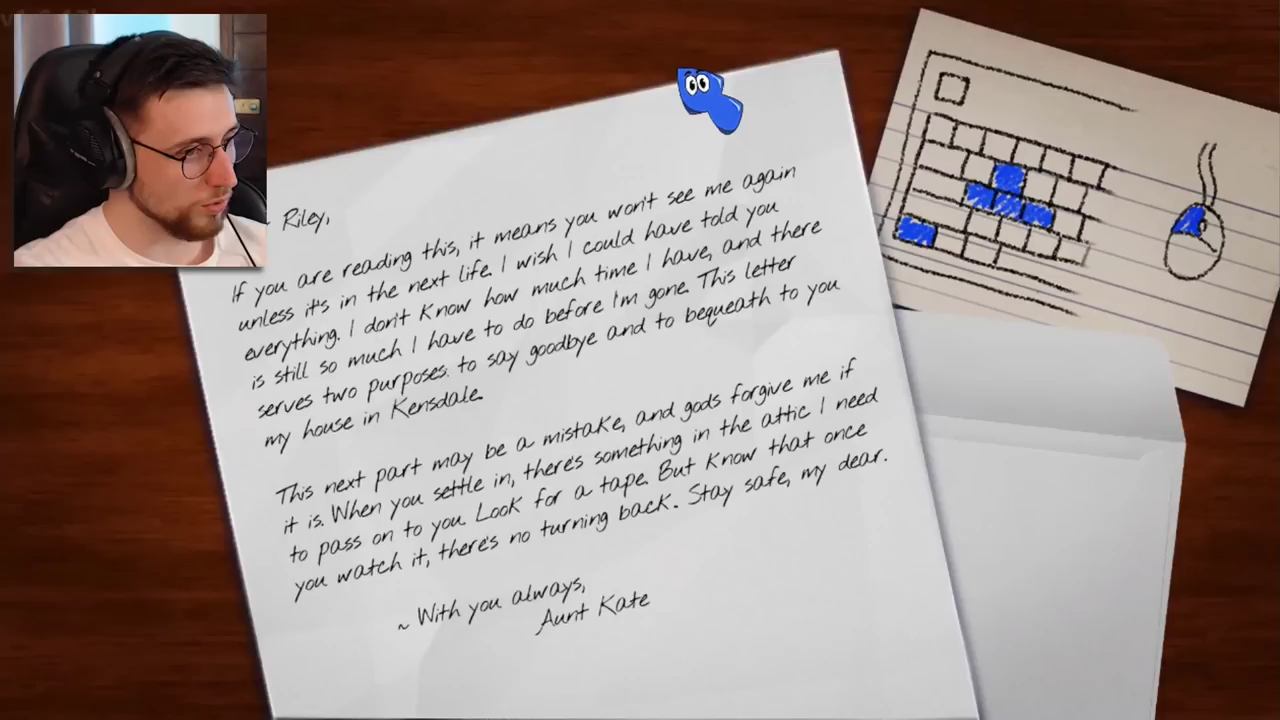 Riley,
If you are reading this, it means you won't see me again
unless it's in the next life. I wish I could have told you
everything. I don't know how much time I have, and there
is still so much I have to do before I'm gone. This letter
serves two purposes: to say goodbye and to bequeath to you
my house in Kensdale.
This next part may be a mistake, and gods forgive me if
it is. When you settle in, there's something in the attic I need
to pass on to you. Look for a tape. But know that once
you watch it, there's no turning back. Stay safe, my dear.
~ With you always,
Aunt Kate